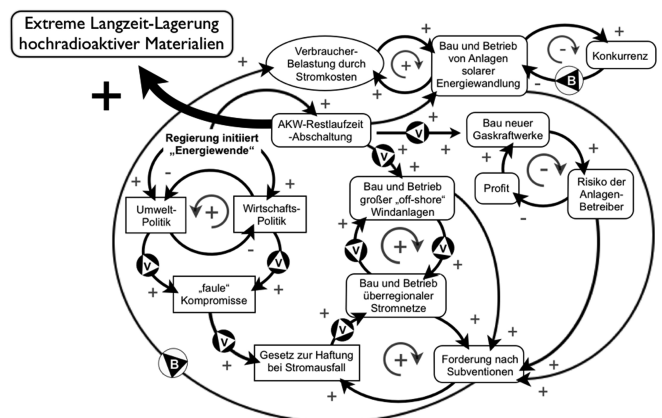 Extreme Langzeit-Lagerung
hochradioaktiver Materialien
+
Verbraucher-
Belastung durch
Stromkosten
+
+
+
+
Bau und Betrieb
von Anlagen
solarer
Energiewandlung
+
-
-
B
Konkurrenz
+
+
+
AKW-Restlaufzeit
-Abschaltung
+
V
+
V
+
Regierung initiiert
„Energiewende“
+
-
+
+
-
Umwelt-
Politik
Wirtschafts-
Politik
V
V
+
+
„faule“
Kompromisse
V
+
Bau neuer
Gaskraftwerke
+
+
-
-
Profit
Risiko der
Anlagen-
Betreiber
Bau und Betrieb
großer „off-shore“
Windanlagen
+
V
+
V
+
Bau und Betrieb
überregionaler
Stromnetze
V
+
Gesetz zur Haftung
bei Stromausfall
+
+
+
+
+
+
Forderung nach
Subventionen
B
B